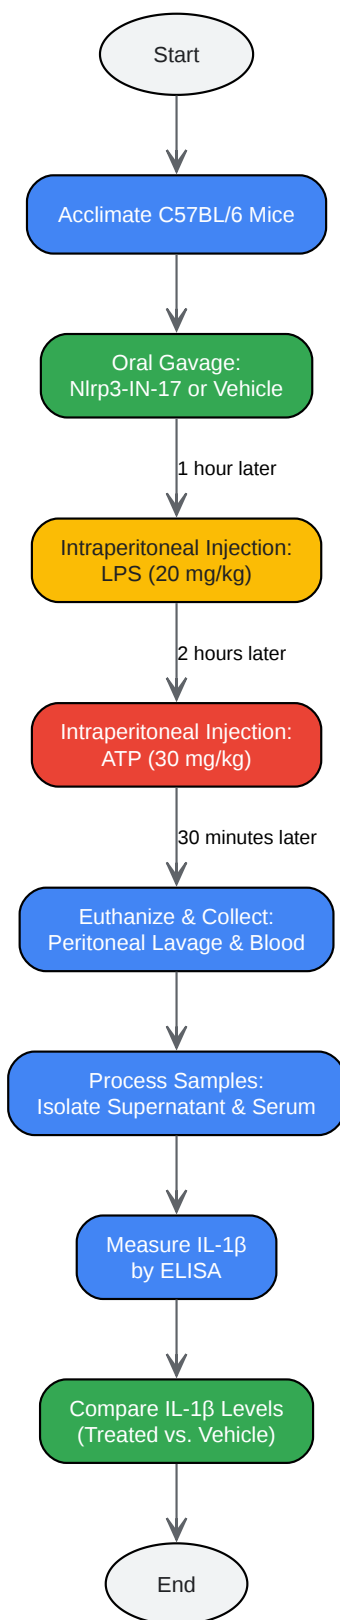 Start
Acclimate C57BL/6 Mice
Oral Gavage:
Nlrp3-IN-17 or Vehicle
1 hour later
Intraperitoneal Injection:
LPS (20 mg/kg)
2 hours later
Intraperitoneal Injection:
ATP (30 mg/kg)
30 minutes later
Euthanize & Collect:
Peritoneal Lavage & Blood
Process Samples:
Isolate Supernatant & Serum
Measure IL-1β
by ELISA
Compare IL-1β Levels
(Treated vs. Vehicle)
End